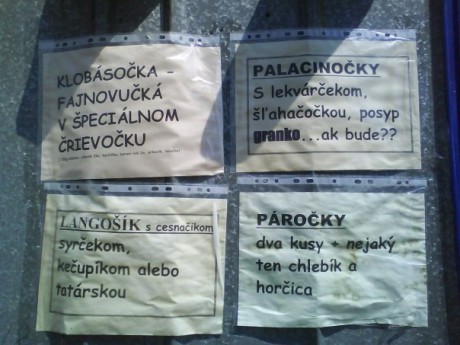 KLOBÁSOČKA -
FAJNOVUČKÁ
V ŠPECIÁLNOM
ČRIEVOČKU
PALACINOČKY
S lekvárčekom,
šľahačočkou, posyp
granko...ak bude??
LANGOŠÍK s cesnačikom
syrčekom,
kečupíkom alebo
tatárskou
PÁROČKY
dva kusy + nejaký
ten chlebík a
horčica